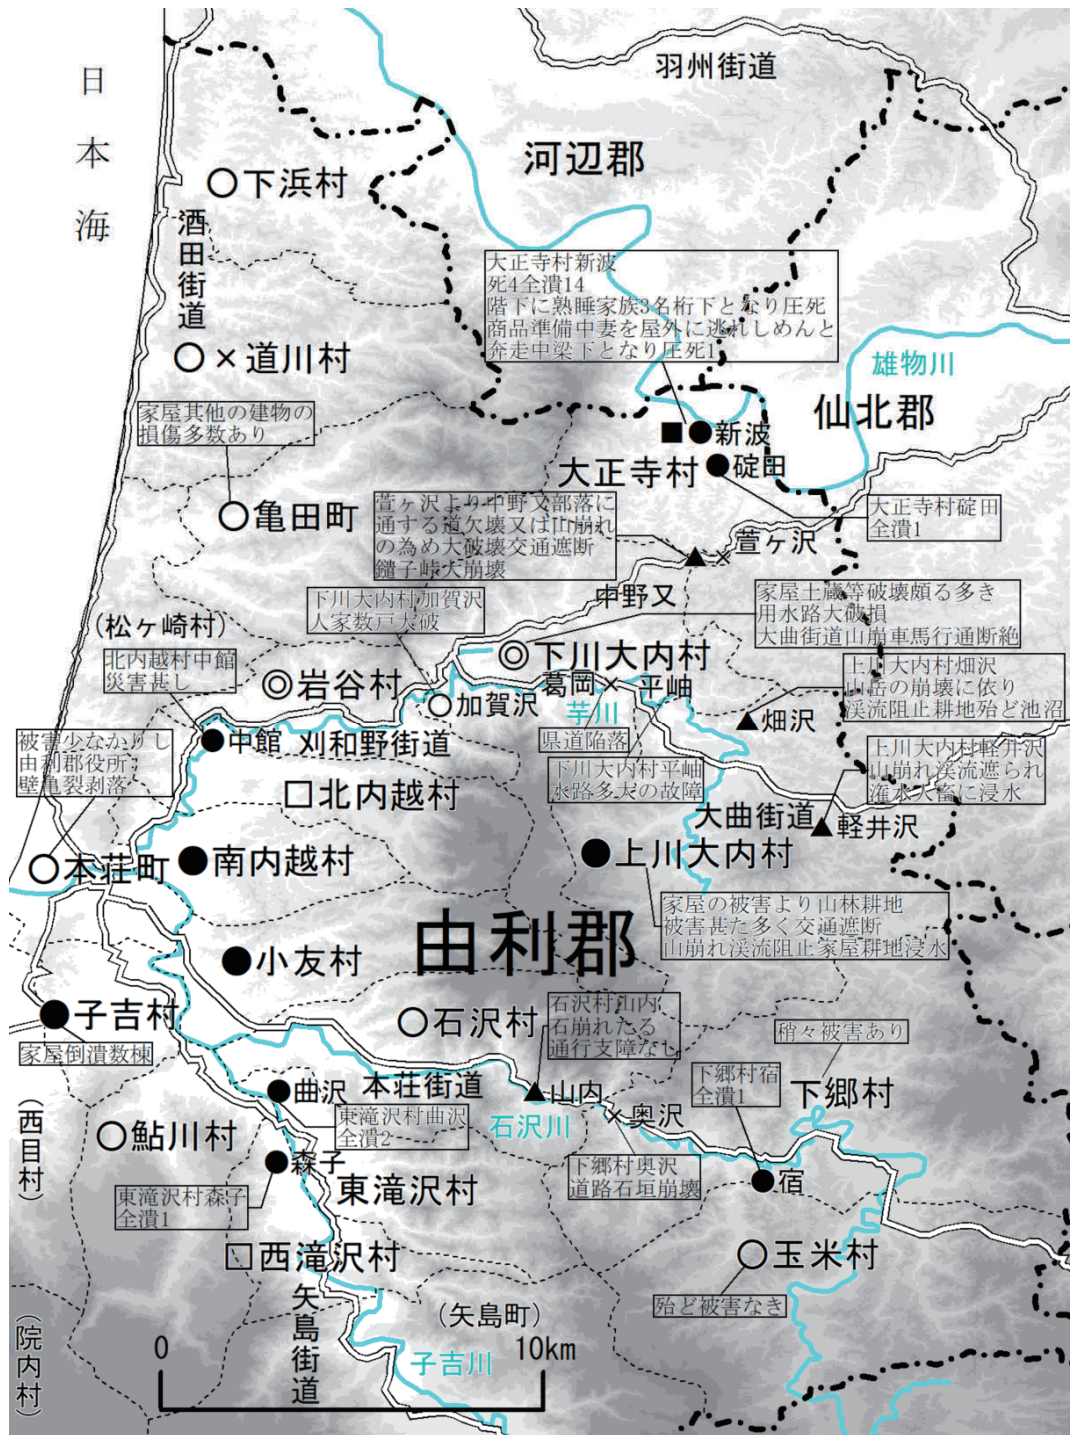 羽州街道
日本海
河辺郡
○下浜村
酒田街道
大正寺村新波
死4全潰14
階下に熟睡家族3名桁下となり圧死
商品準備中妻を屋外に逃れしめんと
奔走中梁下となり圧死1
○×道川村
雄物川
仙北郡
家屋其他の建物の
損傷多数あり
■●新波
大正寺村
●碇田
○亀田町
萱ヶ沢より中野又部落に
通する道欠壊又は山崩れ
の為め大破壊交通遮断
鑓子峠大崩壊
大正寺村碇田
全潰1
▲×萱ヶ沢
中野又
下川大内村加賀沢
人家数戸大破
家屋土蔵等破壊頗る多き
用水路大破損
大曲街道山崩車馬行通断絶
(松ヶ崎村)
北内越村中館
災害甚し
◎岩谷村
◎下川大内村
葛岡×平岫
○加賀沢
芋川
上川大内村畑沢
山岳の崩壊に依り
渓流阻止耕地殆ど池沼
▲畑沢
●中館
刈和野街道
県道陥落
被害少なかりし
由利郡役所
壁亀裂剥落
下川大内村平岫
水路多大の故障
上川大内村軽井沢
山崩れ渓流遮られ
潅水人畜に浸水
□北内越村
大曲街道
▲軽井沢
○本荘町
●南内越村
●上川大内村
家屋の被害より山林耕地
被害甚た多く交通遮断
山崩れ渓流阻止家屋耕地浸水
由利郡
●小友村
●子吉村
家屋倒潰数棟
○石沢村
石沢村山内
石崩れたる
通行支障なし
稍々被害あり
●曲沢
本荘街道
▲山内
石沢川
×奥沢
下郷村宿
全潰1
下郷村
東滝沢村曲沢
全潰2
(西目村)
○鮎川村
●森子
東滝沢村
下郷村奥沢
道路石垣崩壊
●宿
東滝沢村森子
全潰1
□西滝沢村
○玉米村
殆ど被害なき
矢島街道
(矢島町)
(院内村)
0
10km
子吉川